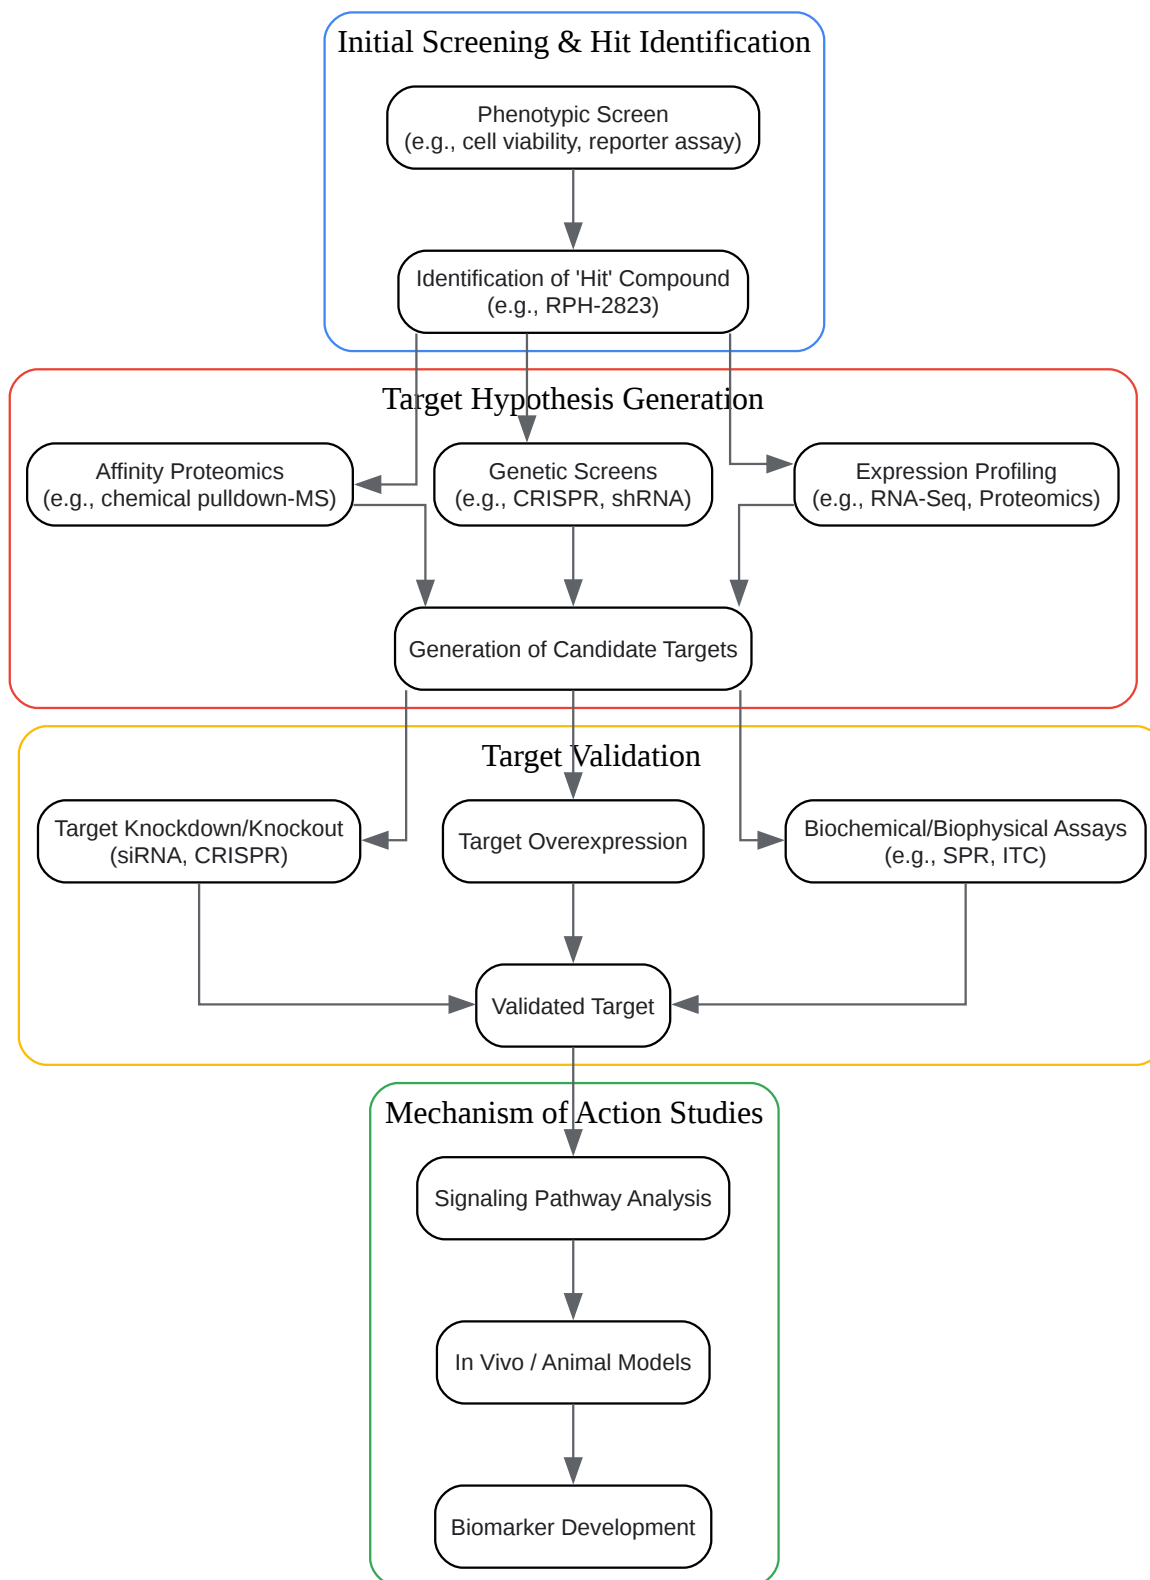 Initial Screening & Hit Identification
Phenotypic Screen
(e.g., cell viability, reporter assay)
Identification of 'Hit' Compound
(e.g., RPH-2823)
Target Hypothesis Generation
Affinity Proteomics
(e.g., chemical pulldown-MS)
Genetic Screens
(e.g., CRISPR, shRNA)
Expression Profiling
(e.g., RNA-Seq, Proteomics)
Generation of Candidate Targets
Target Validation
Target Knockdown/Knockout
(siRNA, CRISPR)
Target Overexpression
Biochemical/Biophysical Assays
(e.g., SPR, ITC)
Validated Target
Mechanism of Action Studies
Signaling Pathway Analysis
In Vivo / Animal Models
Biomarker Development